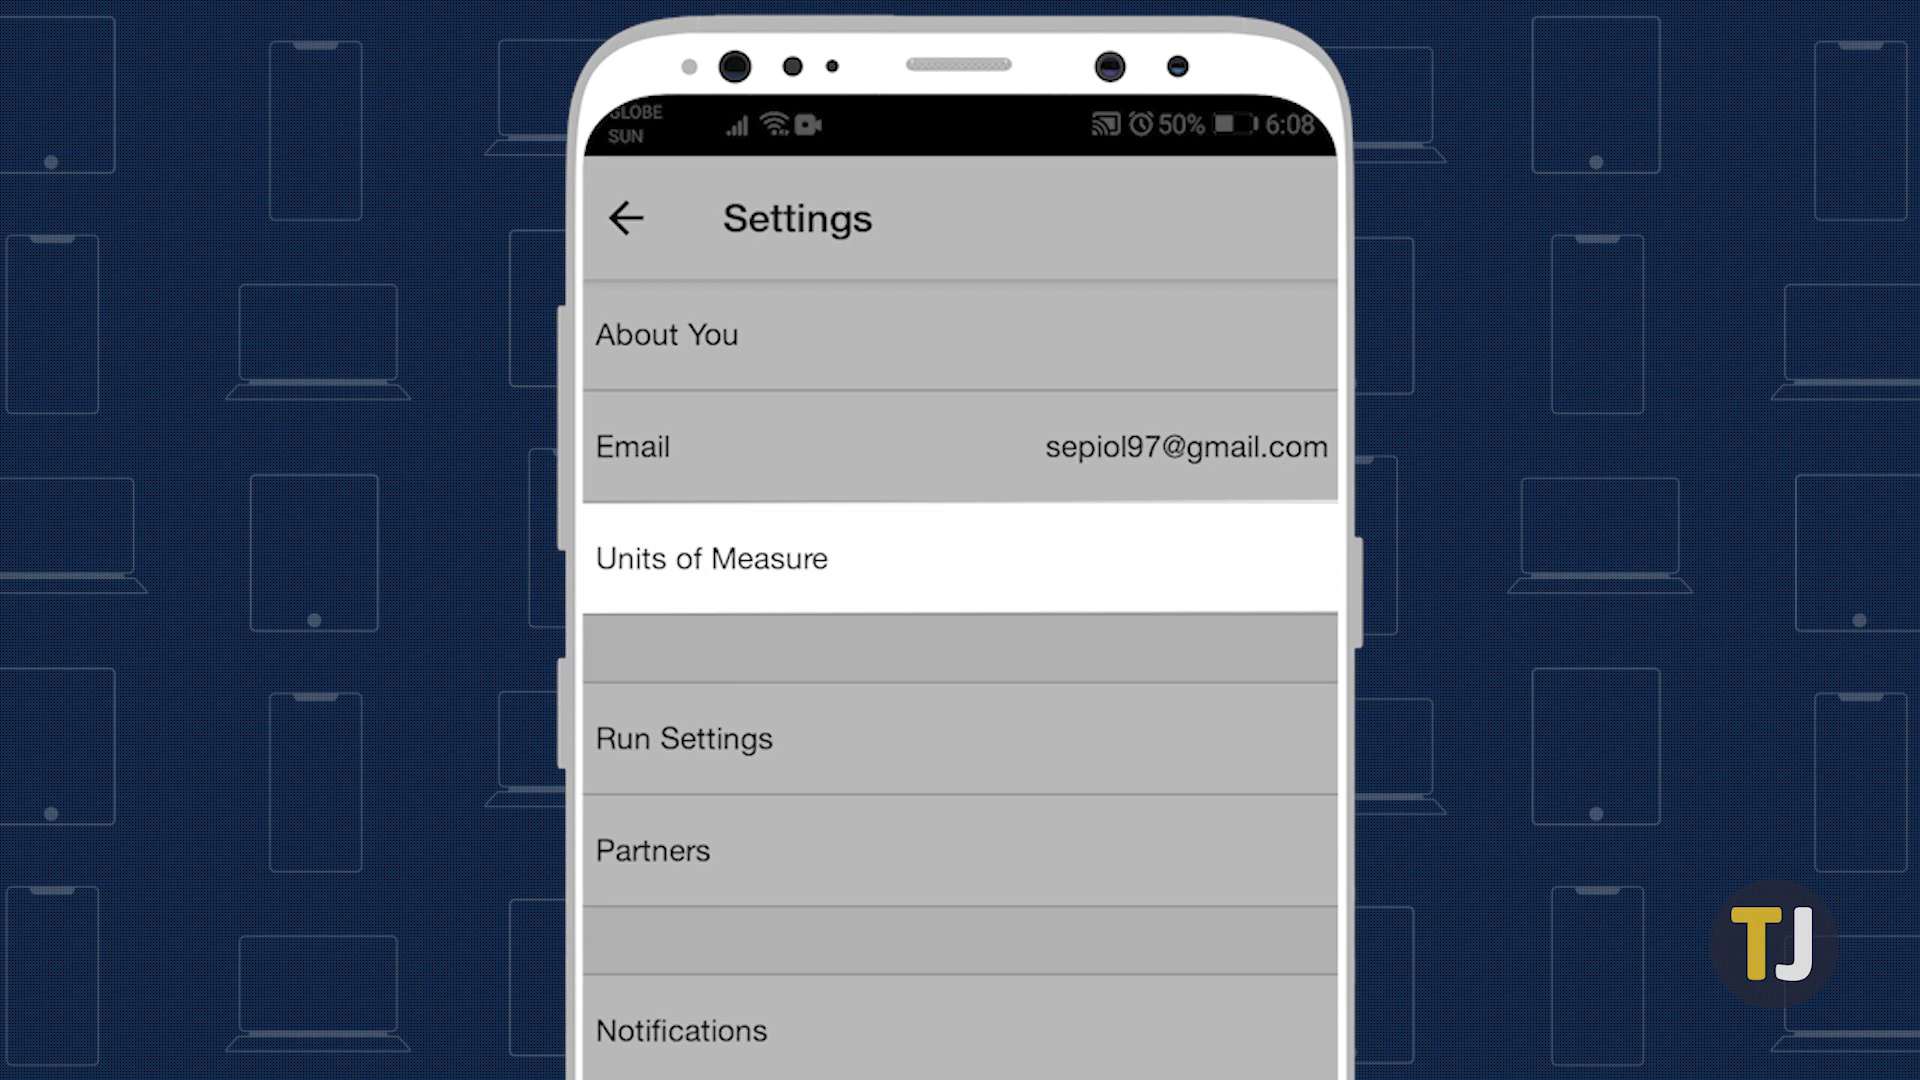 GLOBE
SUN
50% 6:08
Settings
About You
Email sepiol97@gmail.com
Units of Measure
Run Settings
Partners
Notifications
TJ